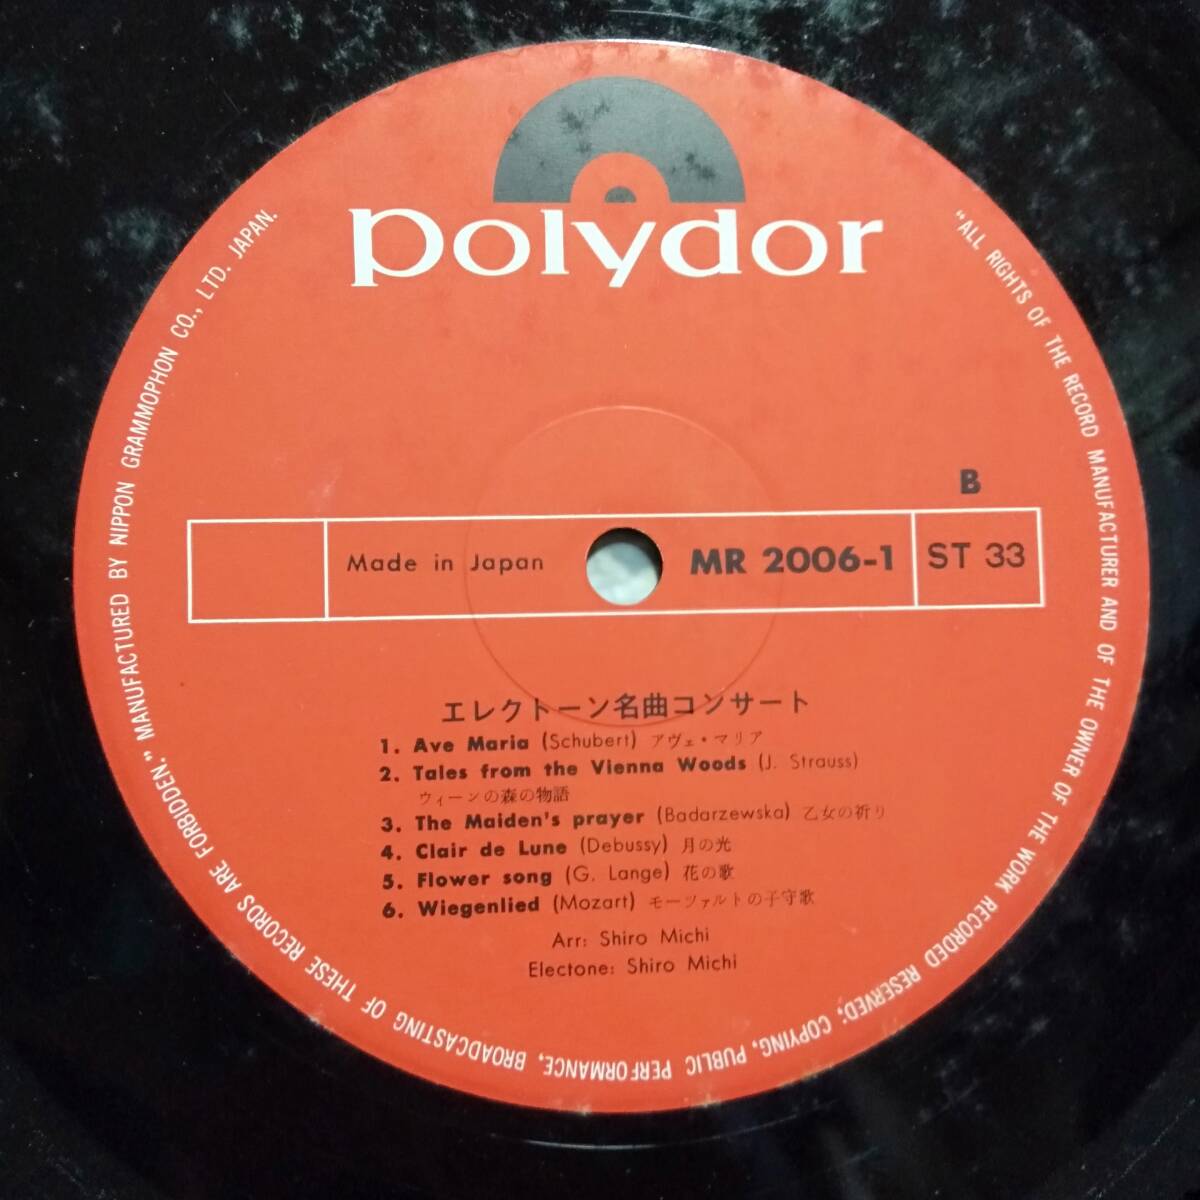 polydor
B
Made in Japan
MR 2006-1
ST 33
エレクトーン名曲コンサート
1. Ave Maria (Schubert) アヴェ・マリア
2. Tales from the Vienna Woods (J. Strauss)
ウィーンの森の物語
3. The Maiden's prayer (Badarzewska) 乙女の祈り
4. Clair de Lune (Debussy) 月の光
5. Flower song (G. Lange) 花の歌
6. Wiegenlied (Mozart) モーツァルトの子守歌
Arr: Shiro Michi
Electone: Shiro Michi
"ALL RIGHTS OF THE RECORD MANUFACTURER AND OF THE OWNER OF THE WORK RECORDED RESERVED; COPYING, PUBLIC PERFORMANCE, BROADCASTING OF THESE RECORDS ARE FORBIDDEN." MANUFACTURED BY NIPPON GRAMMOPHON CO., LTD. JAPAN.